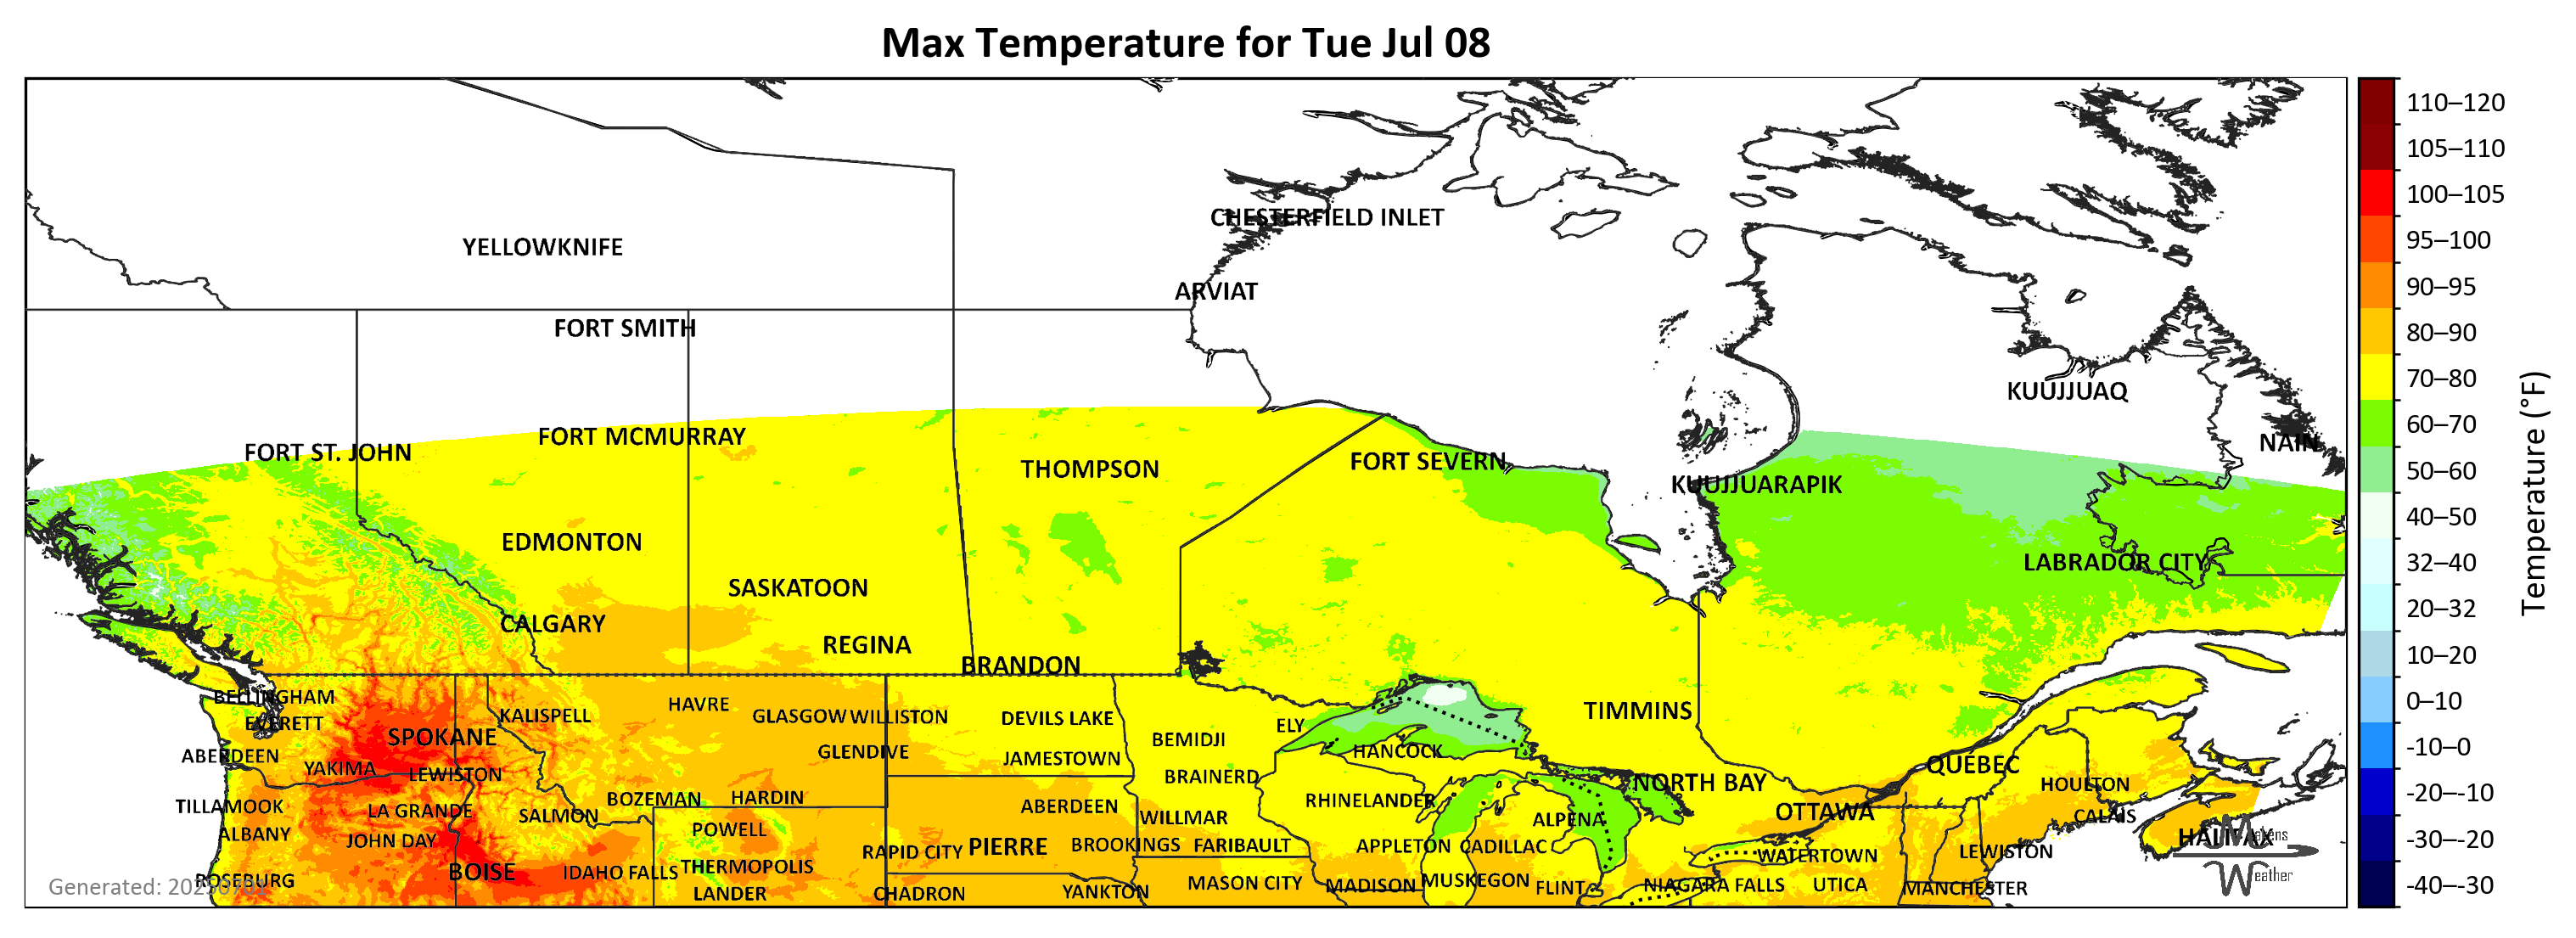 Max Temperature for Tue Jul 08
110–120
105–110
CHESTERFIELD INLET
100–105
YELLOWKNIFE
95–100
ARVIAT
90–95
FORT SMITH
80–90
KUUJJUAQ
70–80
FORT ST. JOHN
FORT MCMURRAY
NAIN
60–70
THOMPSON
FORT SEVERN
KUUJJUARAPIK
50–60
40–50
EDMONTON
LABRADOR CITY
32–40
SASKATOON
20–32
CALGARY
REGINA
BRANDON
10–20
BELLINGHAM
EVERETT
KALISPELL
HAVRE
GLASGOW
WILLISTON
DEVILS LAKE
ELY
TIMMINS
0–10
SPOKANE
ABERDEEN
GLENDIVE
JAMESTOWN
BEMIDJI
HANCOCK
-10–0
YAKIMA
LEWISTON
BRAINERD
NORTH BAY
QUÉBEC
HOULTON
-20–-10
TILLAMOOK
LA GRANDE
SALMON
BOZEMAN
HARDIN
ABERDEEN
WILLMAR
RHINELANDER
ALPENA
OTTAWA
CALAIS
ALBANY
JOHN DAY
POWELL
RAPID CITY
PIERRE
BROOKINGS
FARIBAULT
APPLETON
CADILLAC
WATERTOWN
LEWISTON
HALIFAX
Makens
Weather
-30–-20
ROSEBURG
BOISE
IDAHO FALLS
THERMOPOLIS
LANDER
CHADRON
YANKTON
MASON CITY
MADISON
MUSKEGON
FLINT
NIAGARA FALLS
UTICA
MANCHESTER
-40–-30
Generated: 20250701
Temperature (°F)